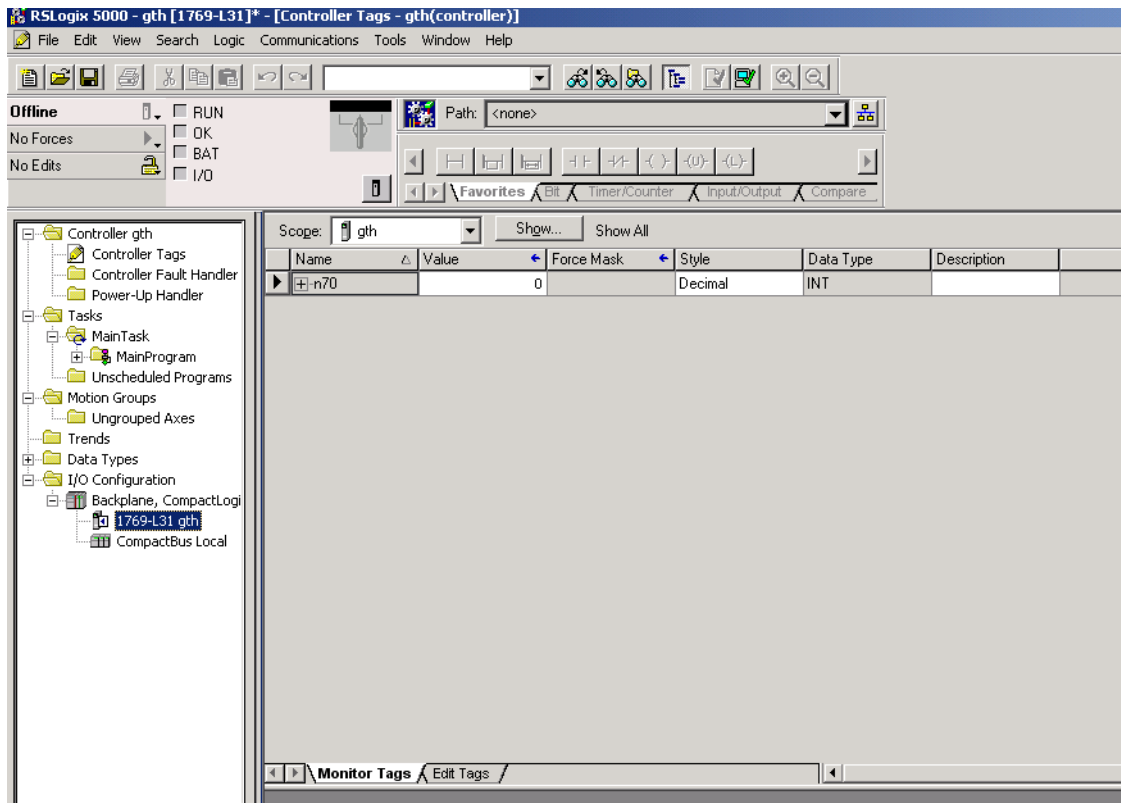 RSLogix 5000 - gth [1769-L31]* - [Controller Tags - gth(controller)]
File Edit View Search Logic Communications Tools Window Help
Offline
RUN
No Forces
OK
No Edits
BAT
I/O
Path: <none>
Favorites Bit Timer/Counter Input/Output Compare
Controller gth
Controller Tags
Controller Fault Handler
Power-Up Handler
Tasks
MainTask
MainProgram
Unscheduled Programs
Motion Groups
Ungrouped Axes
Trends
Data Types
I/O Configuration
Backplane, CompactLogi
1769-L31 gth
CompactBus Local
Scope: gth Show... Show All
Name Value Force Mask Style Data Type Description
n70 0 Decimal INT
Monitor Tags Edit Tags